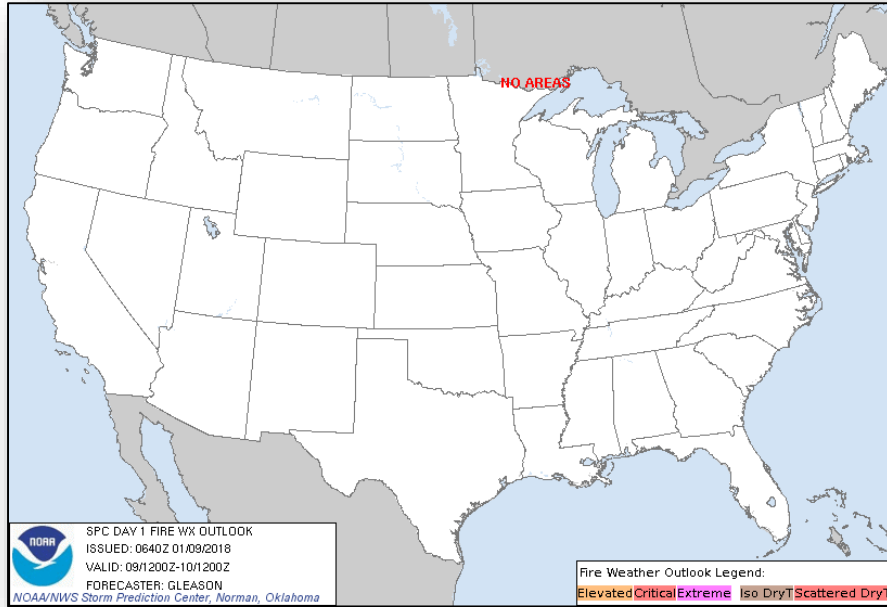 NO AREAS
NOAA
SPC DAY 1 FIRE WX OUTLOOK
ISSUED: 0640Z 01/09/2018
VALID: 09/1200Z-10/1200Z
FORECASTER: GLEASON
NOAA/NWS Storm Prediction Center, Norman, Oklahoma
Fire Weather Outlook Legend:
Elevated Critical Extreme Iso DryT Scattered DryT